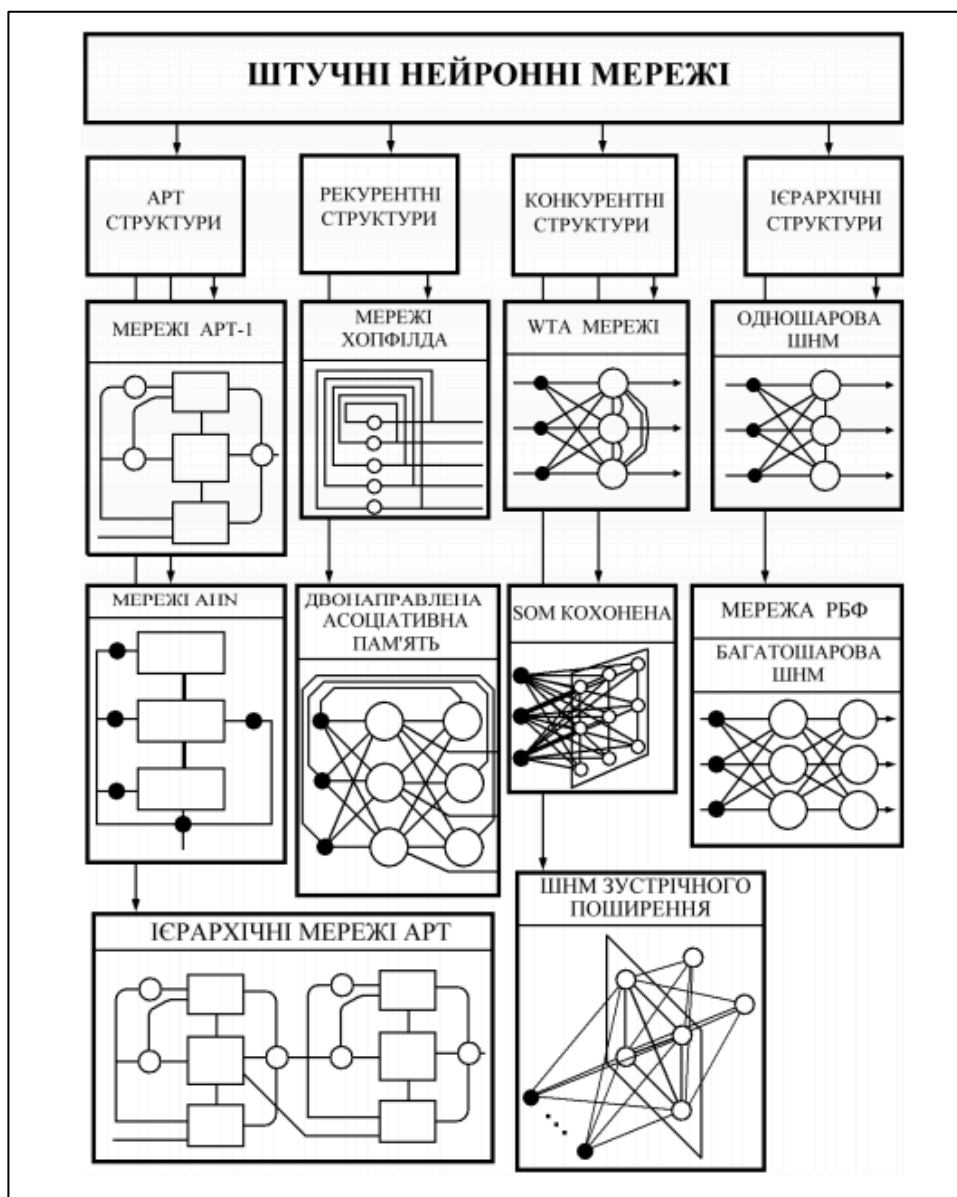 ШТУЧНІ НЕЙРОННІ МЕРЕЖІ
АРТ
СТРУКТУРИ
РЕКУРЕНТНІ
СТРУКТУРИ
КОНКУРЕНТНІ
СТРУКТУРИ
ІЄРАРХІЧНІ
СТРУКТУРИ
МЕРЕЖІ АРТ-1
МЕРЕЖІ
ХОПФІЛДА
WTA МЕРЕЖІ
ОДНОШАРОВА
ШНМ
МЕРЕЖІ AHN
ДВОНАПРАВЛЕНА
АСОЦІАТИВНА
ПАМ'ЯТЬ
SOM КОХОНЕНА
МЕРЕЖА РБФ
БАГАТОШАРОВА
ШНМ
ІЄРАРХІЧНІ МЕРЕЖІ АРТ
ШНМ ЗУСТРІЧНОГО
ПОШИРЕННЯ